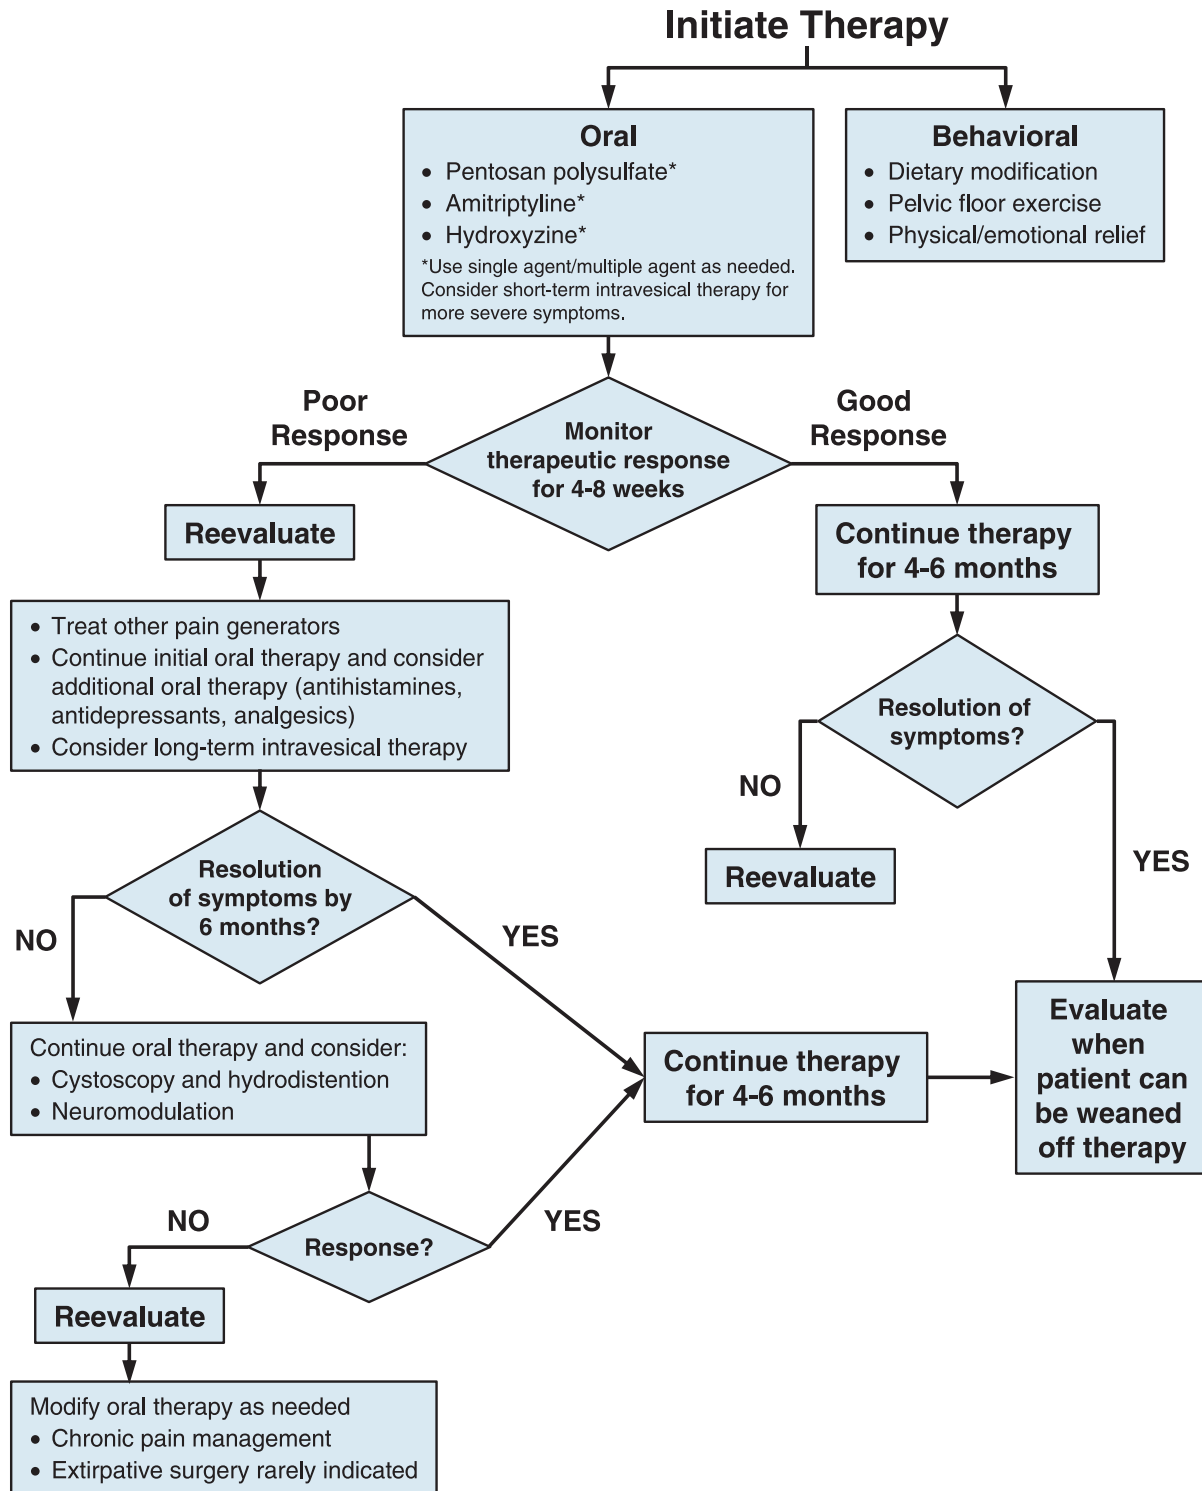 Initiate Therapy
Oral
• Pentosan polysulfate*
• Amitriptyline*
• Hydroxyzine*
*Use single agent/multiple agent as needed.
Consider short-term intravesical therapy for
more severe symptoms.
Behavioral
• Dietary modification
• Pelvic floor exercise
• Physical/emotional relief
Poor
Response
Monitor
therapeutic response
for 4-8 weeks
Good
Response
Reevaluate
Continue therapy
for 4-6 months
• Treat other pain generators
• Continue initial oral therapy and consider
additional oral therapy (antihistamines,
antidepressants, analgesics)
• Consider long-term intravesical therapy
Resolution of
symptoms?
NO
YES
Reevaluate
Resolution
of symptoms by
6 months?
NO
YES
Continue oral therapy and consider:
• Cystoscopy and hydrodistention
• Neuromodulation
Continue therapy
for 4-6 months
Evaluate
when
patient can
be weaned
off therapy
Response?
NO
YES
Reevaluate
Modify oral therapy as needed
• Chronic pain management
• Extirpative surgery rarely indicated